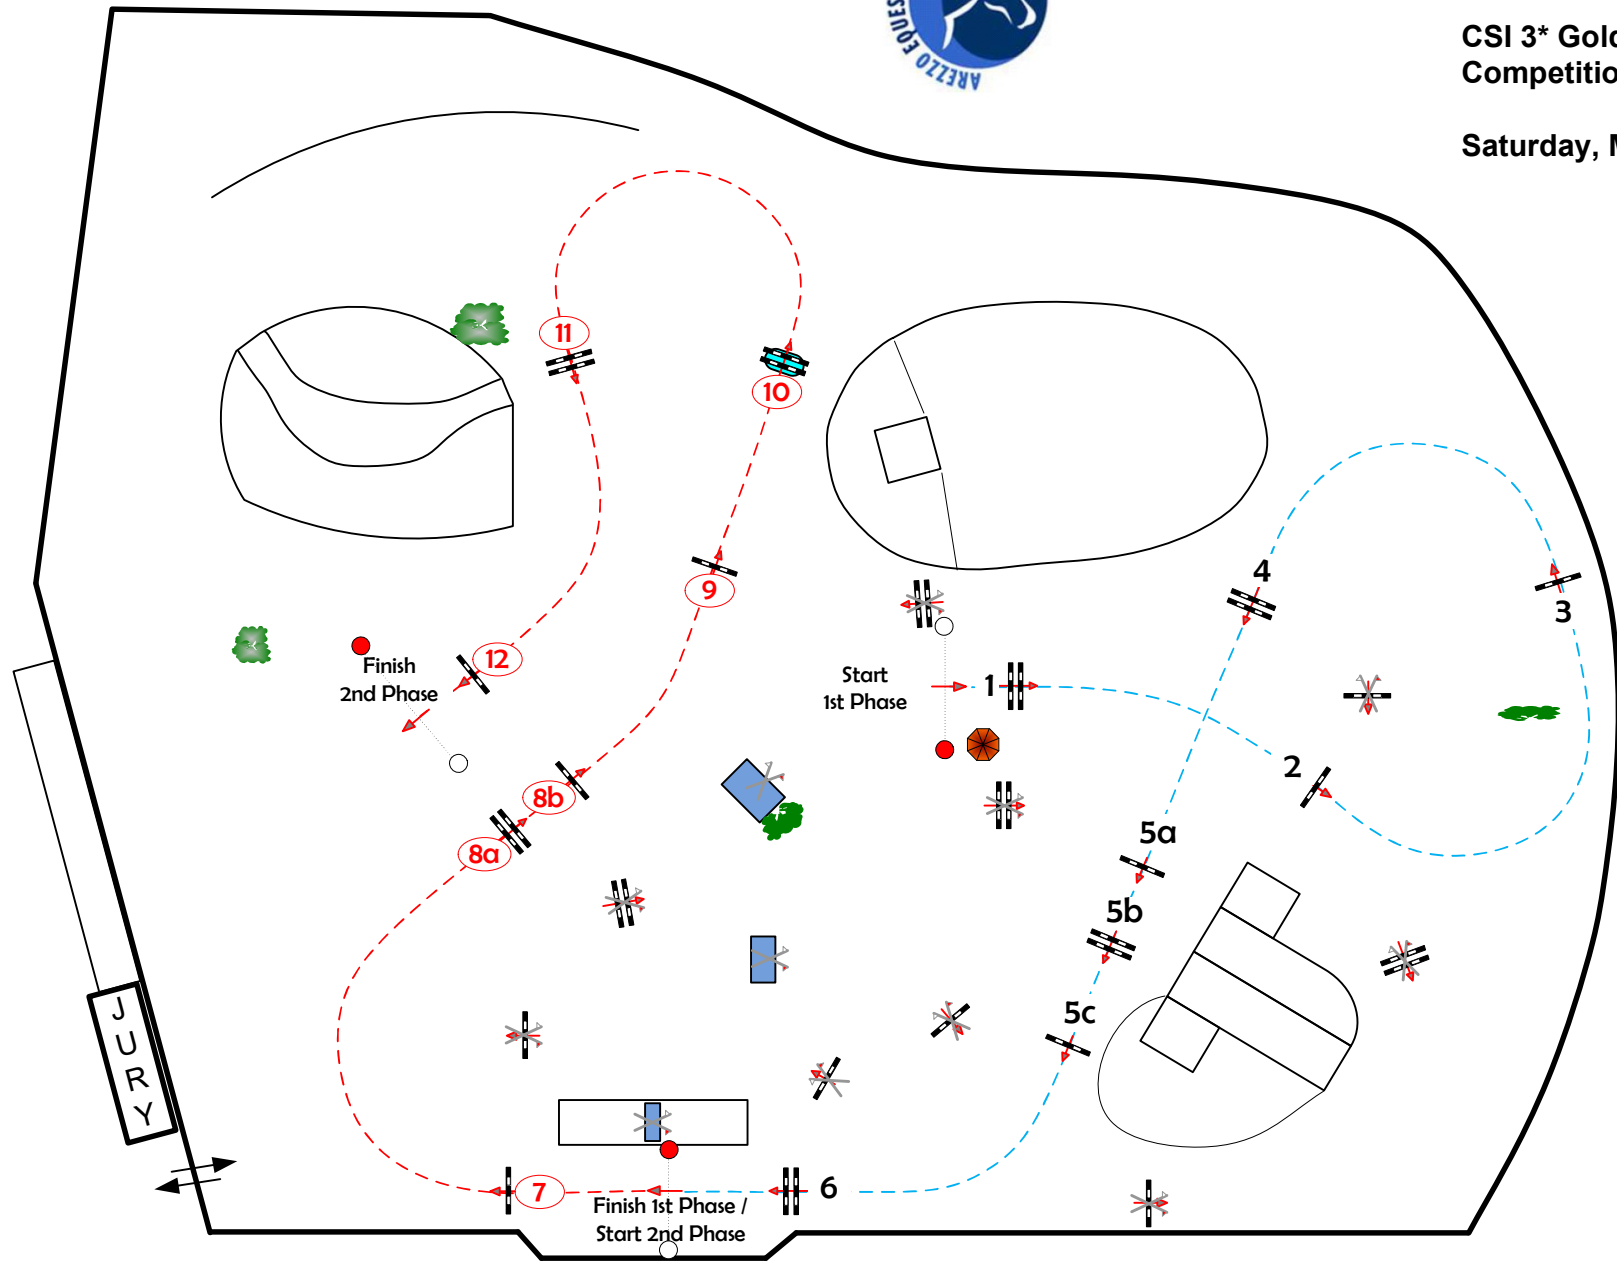 AREZZO EQUES
CSI 3* Gold
Competitio
Saturday, M
11
10
4
3
9
12
Finish
2nd Phase
Start
1st Phase
1
2
8b
8a
5a
5b
5c
JURY
7
6
Finish 1st Phase /
Start 2nd Phase